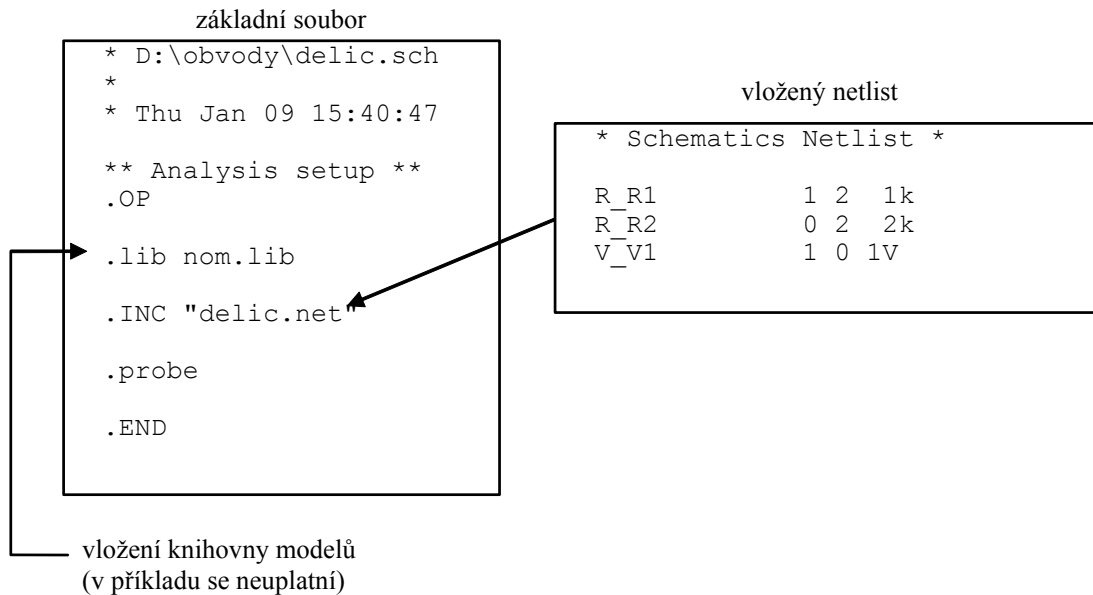 základní soubor
* D:\obvody\delic.sch
*
* Thu Jan 09 15:40:47
** Analysis setup **
.OP
.lib nom.lib
.INC "delic.net"
.probe
.END
vložený netlist
* Schematics Netlist *
R_R1 1 2 1k
R_R2 0 2 2k
V_V1 1 0 1V
vložení knihovny modelů
(v příkladu se neuplatní)